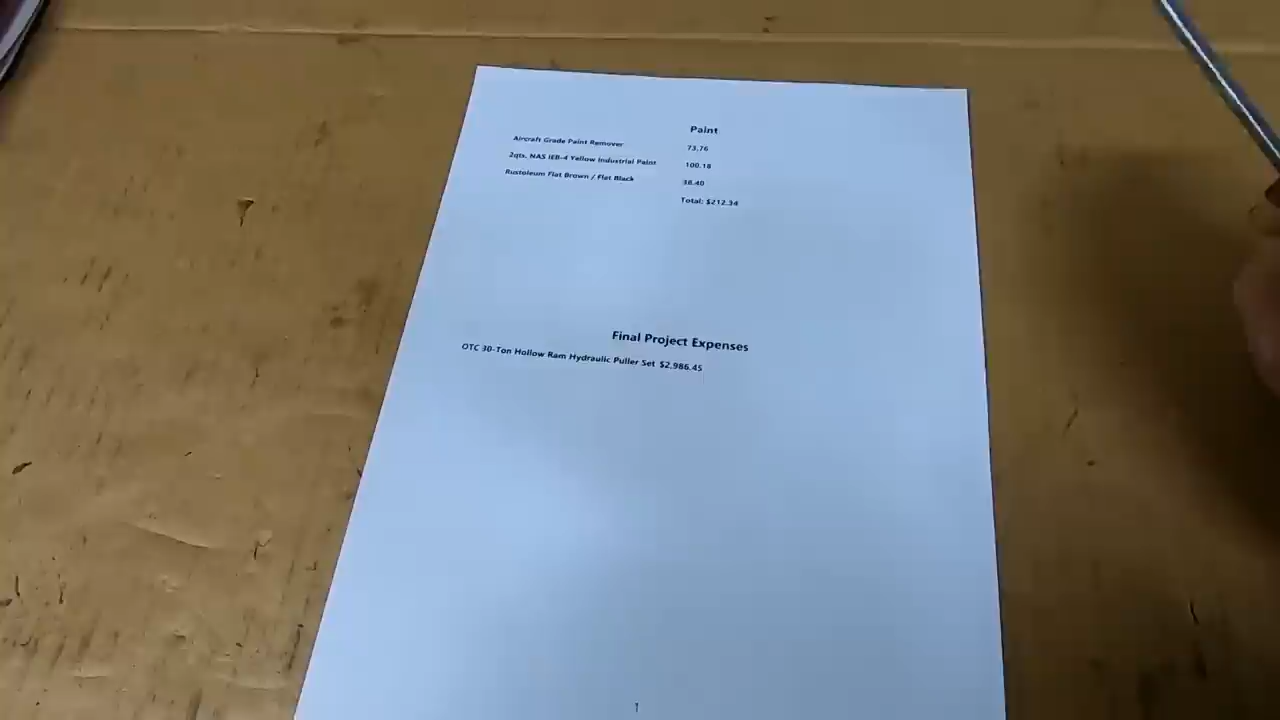 Paint
Aircraft Grade Paint Remover 73.76
2qts. NAS IEB-4 Yellow Industrial Paint 100.18
Rustoleum Flat Brown / Flat Black 38.40
Total: $212.34
Final Project Expenses
OTC 30-Ton Hollow Ram Hydraulic Puller Set $2,986.45
1